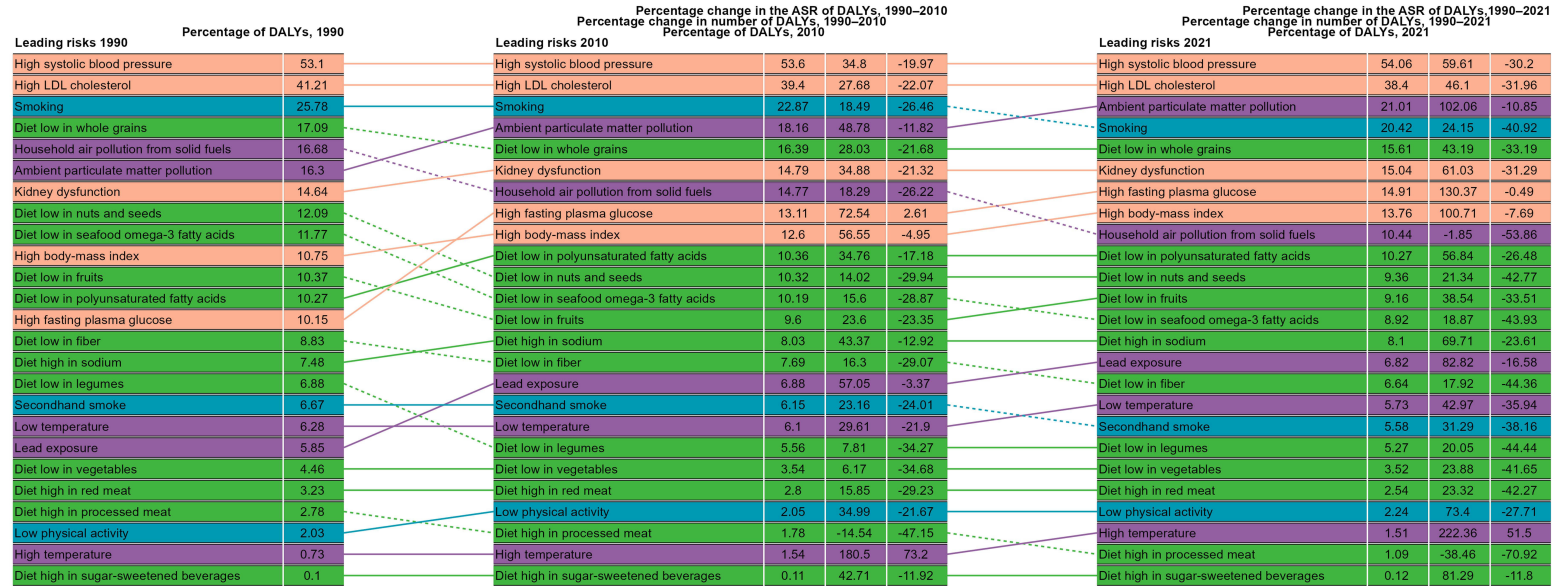 Percentage change in the ASR of DALYs, 1990–2010 Percentage change in the ASR of DALYs,1990–2021
Percentage change in number of DALYs, 1990–2010 Percentage change in number of DALYs, 1990–2021
Percentage of DALYs, 1990 Percentage of DALYs, 2010 Percentage of DALYs, 2021
Leading risks 1990 Leading risks 2010 Leading risks 2021
High systolic blood pressure 53.1 High systolic blood pressure 53.6 34.8 -19.97 High systolic blood pressure 54.06 59.61 -30.2
High LDL cholesterol 41.21 High LDL cholesterol 39.4 27.68 -22.07 High LDL cholesterol 38.4 46.1 -31.96
Smoking 25.78 Smoking 22.87 18.49 -26.46 Ambient particulate matter pollution 21.01 102.06 -10.85
Diet low in whole grains 17.09 Ambient particulate matter pollution 18.16 48.78 -11.82 Smoking 20.42 24.15 -40.92
Household air pollution from solid fuels 16.68 Diet low in whole grains 16.39 28.03 -21.68 Diet low in whole grains 15.61 43.19 -33.19
Ambient particulate matter pollution 16.3 Kidney dysfunction 14.79 34.88 -21.32 Kidney dysfunction 15.04 61.03 -31.29
Kidney dysfunction 14.64 Household air pollution from solid fuels 14.77 18.29 -26.22 High fasting plasma glucose 14.91 130.37 -0.49
Diet low in nuts and seeds 12.09 High fasting plasma glucose 13.11 72.54 2.61 High body-mass index 13.76 100.71 -7.69
Diet low in seafood omega-3 fatty acids 11.77 High body-mass index 12.6 56.55 -4.95 Household air pollution from solid fuels 10.44 -1.85 -53.86
High body-mass index 10.75 Diet low in polyunsaturated fatty acids 10.36 34.76 -17.18 Diet low in polyunsaturated fatty acids 10.27 56.84 -26.48
Diet low in fruits 10.37 Diet low in nuts and seeds 10.32 14.02 -29.94 Diet low in nuts and seeds 9.36 21.34 -42.77
Diet low in polyunsaturated fatty acids 10.27 Diet low in seafood omega-3 fatty acids 10.19 15.6 -28.87 Diet low in fruits 9.16 38.54 -33.51
High fasting plasma glucose 10.15 Diet low in fruits 9.6 23.6 -23.35 Diet low in seafood omega-3 fatty acids 8.92 18.87 -43.93
Diet low in fiber 8.83 Diet high in sodium 8.03 43.37 -12.92 Diet high in sodium 8.1 69.71 -23.61
Diet high in sodium 7.48 Diet low in fiber 7.69 16.3 -29.07 Lead exposure 6.82 82.82 -16.58
Diet low in legumes 6.88 Lead exposure 6.88 57.05 -3.37 Diet low in fiber 6.64 17.92 -44.36
Secondhand smoke 6.67 Secondhand smoke 6.15 23.16 -24.01 Low temperature 5.73 42.97 -35.94
Low temperature 6.28 Low temperature 6.1 29.61 -21.9 Secondhand smoke 5.58 31.29 -38.16
Lead exposure 5.85 Diet low in legumes 5.56 7.81 -34.27 Diet low in legumes 5.27 20.05 -44.44
Diet low in vegetables 4.46 Diet low in vegetables 3.54 6.17 -34.68 Diet low in vegetables 3.52 23.88 -41.65
Diet high in red meat 3.23 Diet high in red meat 2.8 15.85 -29.23 Diet high in red meat 2.54 23.32 -42.27
Diet high in processed meat 2.78 Low physical activity 2.05 34.99 -21.67 Low physical activity 2.24 73.4 -27.71
Low physical activity 2.03 Diet high in processed meat 1.78 -14.54 -47.15 High temperature 1.51 222.36 51.5
High temperature 0.73 High temperature 1.54 180.5 73.2 Diet high in processed meat 1.09 -38.46 -70.92
Diet high in sugar-sweetened beverages 0.1 Diet high in sugar-sweetened beverages 0.11 42.71 -11.92 Diet high in sugar-sweetened beverages 0.12 81.29 -11.8